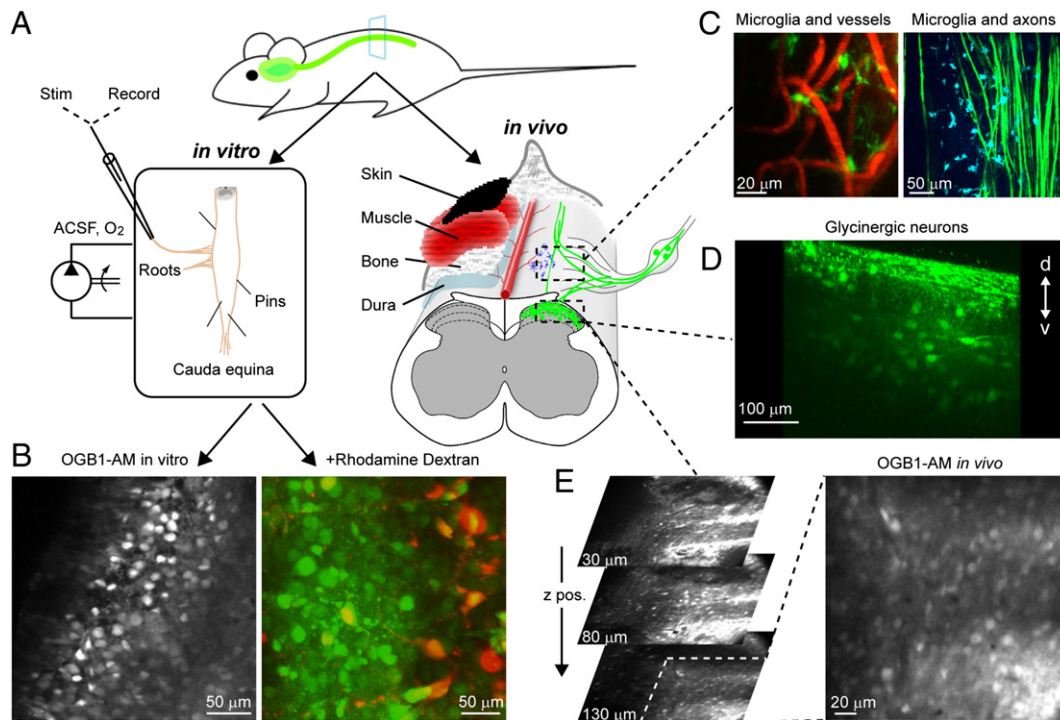 A
Stim
Record
in vitro
in vivo
ACSF, O2
Roots
Pins
Cauda equina
Skin
Muscle
Bone
Dura
B
OGB1-AM in vitro
+Rhodamine Dextran
50 μm
50 μm
C
Microglia and vessels
Microglia and axons
20 μm
50 μm
D
Glycinergic neurons
d
v
100 μm
E
OGB1-AM in vivo
30 μm
z pos.
80 μm
130 μm
20 μm